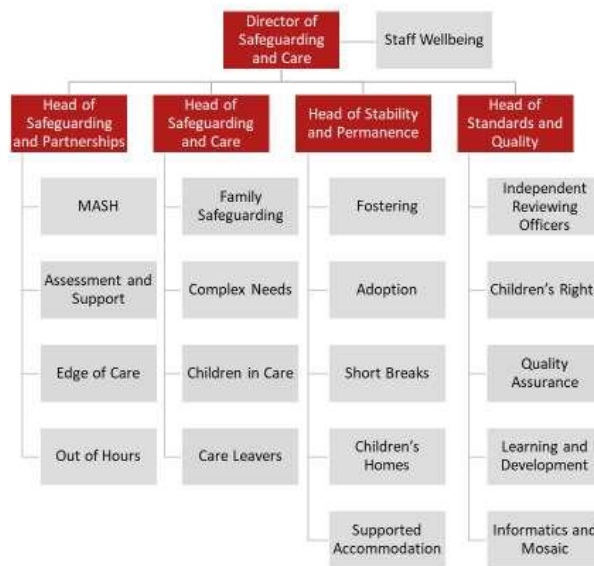 Director of
Safeguarding
and Care
Staff Wellbeing
Head of
Safeguarding
and Partnerships
Head of
Safeguarding
and Care
Head of Stability
and Permanence
Head of
Standards and
Quality
MASH
Family
Safeguarding
Fostering
Independent
Reviewing
Officers
Assessment and
Support
Complex Needs
Adoption
Children's Right
Edge of Care
Children in Care
Short Breaks
Quality
Assurance
Out of Hours
Care Leavers
Children's
Homes
Learning and
Development
Supported
Accommodation
Informatics and
Mosaic